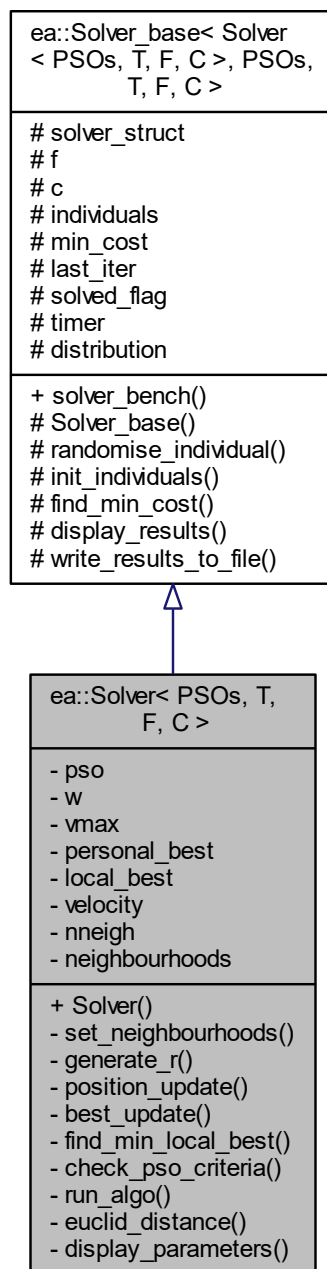 ea::Solver_base< Solver
< PSOs, T, F, C >, PSOs,
T, F, C >
# solver_struct
# f
# c
# individuals
# min_cost
# last_iter
# solved_flag
# timer
# distribution
+ solver_bench()
# Solver_base()
# randomise_individual()
# init_individuals()
# find_min_cost()
# display_results()
# write_results_to_file()
ea::Solver< PSOs, T,
F, C >
- pso
- w
- vmax
- personal_best
- local_best
- velocity
- nneigh
- neighbourhoods
+ Solver()
- set_neighbourhoods()
- generate_r()
- position_update()
- best_update()
- find_min_local_best()
- check_pso_criteria()
- run_algo()
- euclid_distance()
- display_parameters()